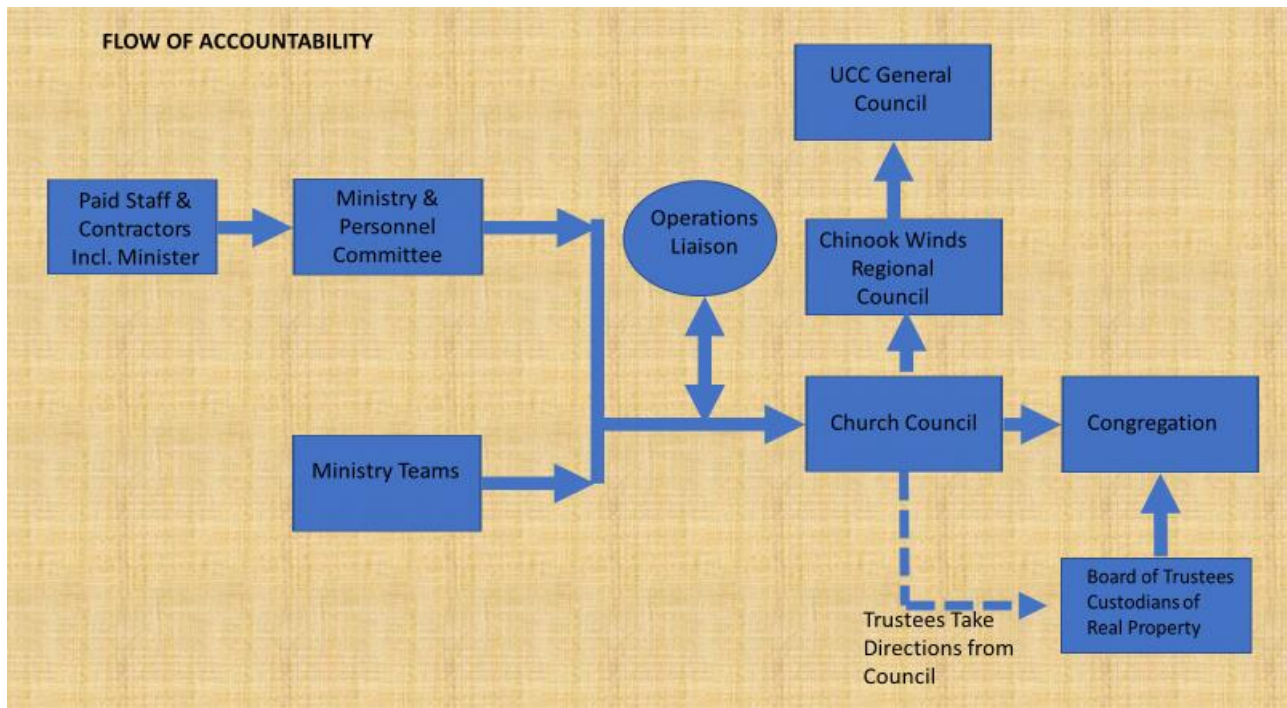 FLOW OF ACCOUNTABILITY
UCC General
Council
Paid Staff &
Contractors
Incl. Minister
Ministry &
Personnel
Committee
Operations
Liaison
Chinook Winds
Regional
Council
Ministry Teams
Church Council
Congregation
Board of Trustees
Custodians of
Real Property
Trustees Take
Directions from
Council